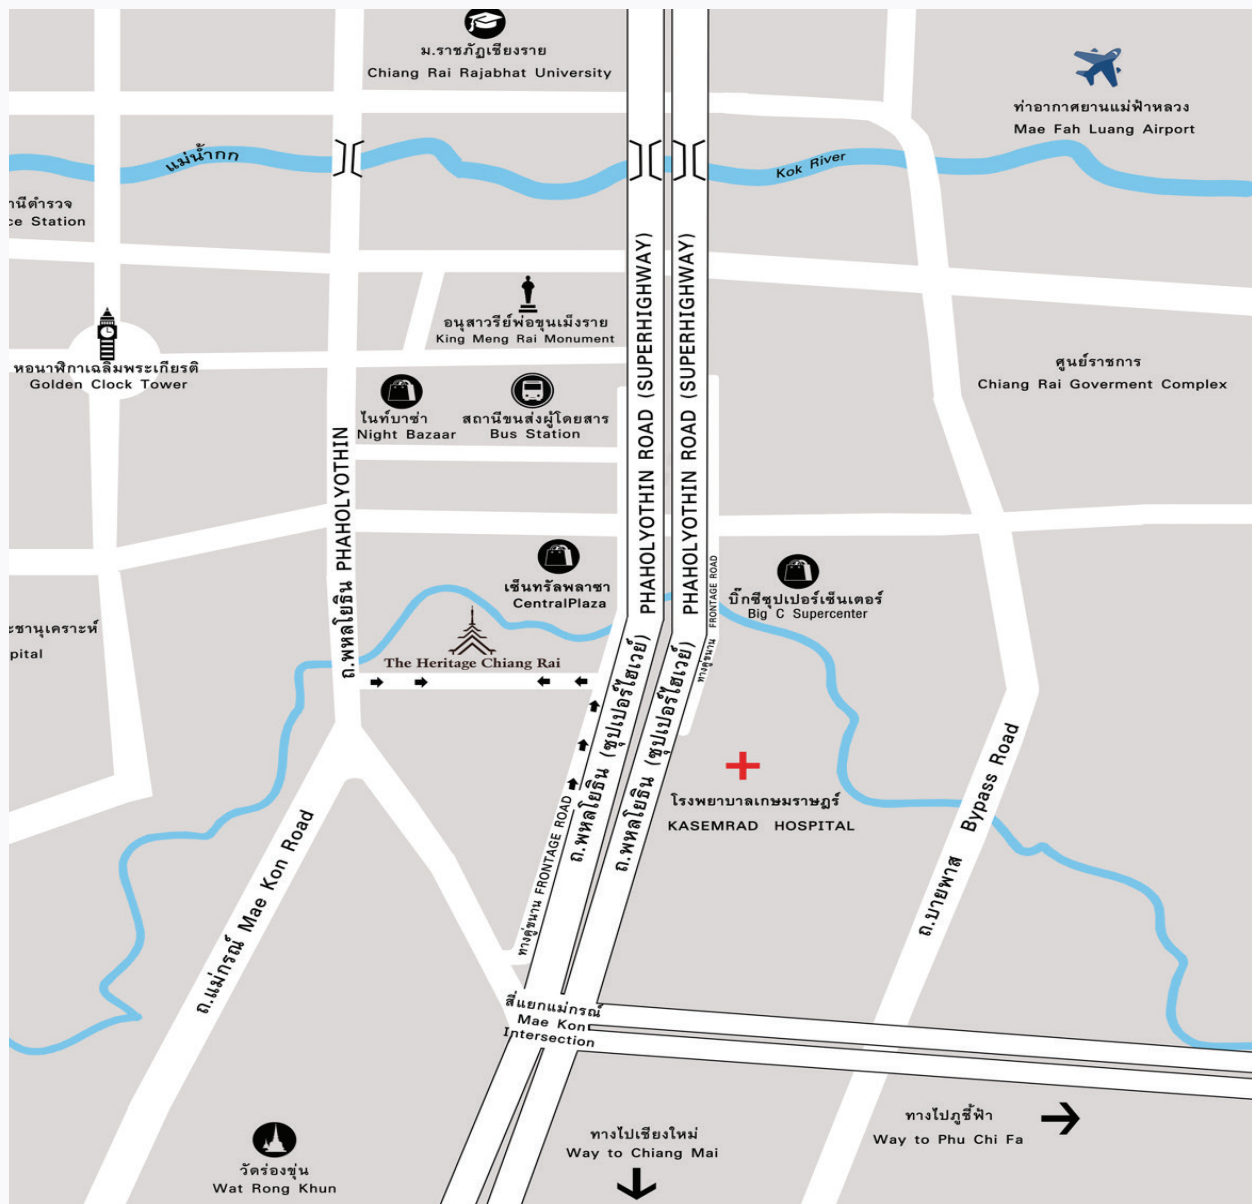 ม.ราชภัฏเชียงราย
Chiang Rai Rajabhat University
ท่าอากาศยานแม่ฟ้าหลวง
Mae Fah Luang Airport
แม่น้ำกก
Kok River
านีตำรวจ
ce Station
PHAHOLYOTHIN ROAD (SUPERHIGHWAY)
PHAHOLYOTHIN ROAD (SUPERHIGHWAY)
อนุสาวรีย์พ่อขุนเม็งราย
King Meng Rai Monument
หอนาฬิกาเฉลิมพระเกียรติ
Golden Clock Tower
ศูนย์ราชการ
Chiang Rai Goverment Complex
ไนท์บาซ่า
Night Bazaar
สถานีขนส่งผู้โดยสาร
Bus Station
ถ.พหลโยธิน PHAHOLYOTHIN
เซ็นทรัลพลาซา
CentralPlaza
ทางคู่ขนาน FRONTAGE ROAD
บิ๊กซีซุปเปอร์เซ็นเตอร์
Big C Supercenter
ะชานุเคราะห์
pital
The Heritage Chiang Rai
ถ.พหลโยธิน (ซุปเปอร์ไฮเวย์)
ถ.พหลโยธิน (ซุปเปอร์ไฮเวย์)
โรงพยาบาลเกษมราษฎร์
KASEMRAD HOSPITAL
ถ.แม่กรณ์ Mae Kon Road
ทางคู่ขนาน FRONTAGE ROAD
ถ.บายพาส Bypass Road
สี่แยกแม่กรณ์
Mae Kon
Intersection
ทางไปภูชี้ฟ้า
Way to Phu Chi Fa
ทางไปเชียงใหม่
Way to Chiang Mai
วัดร่องขุ่น
Wat Rong Khun